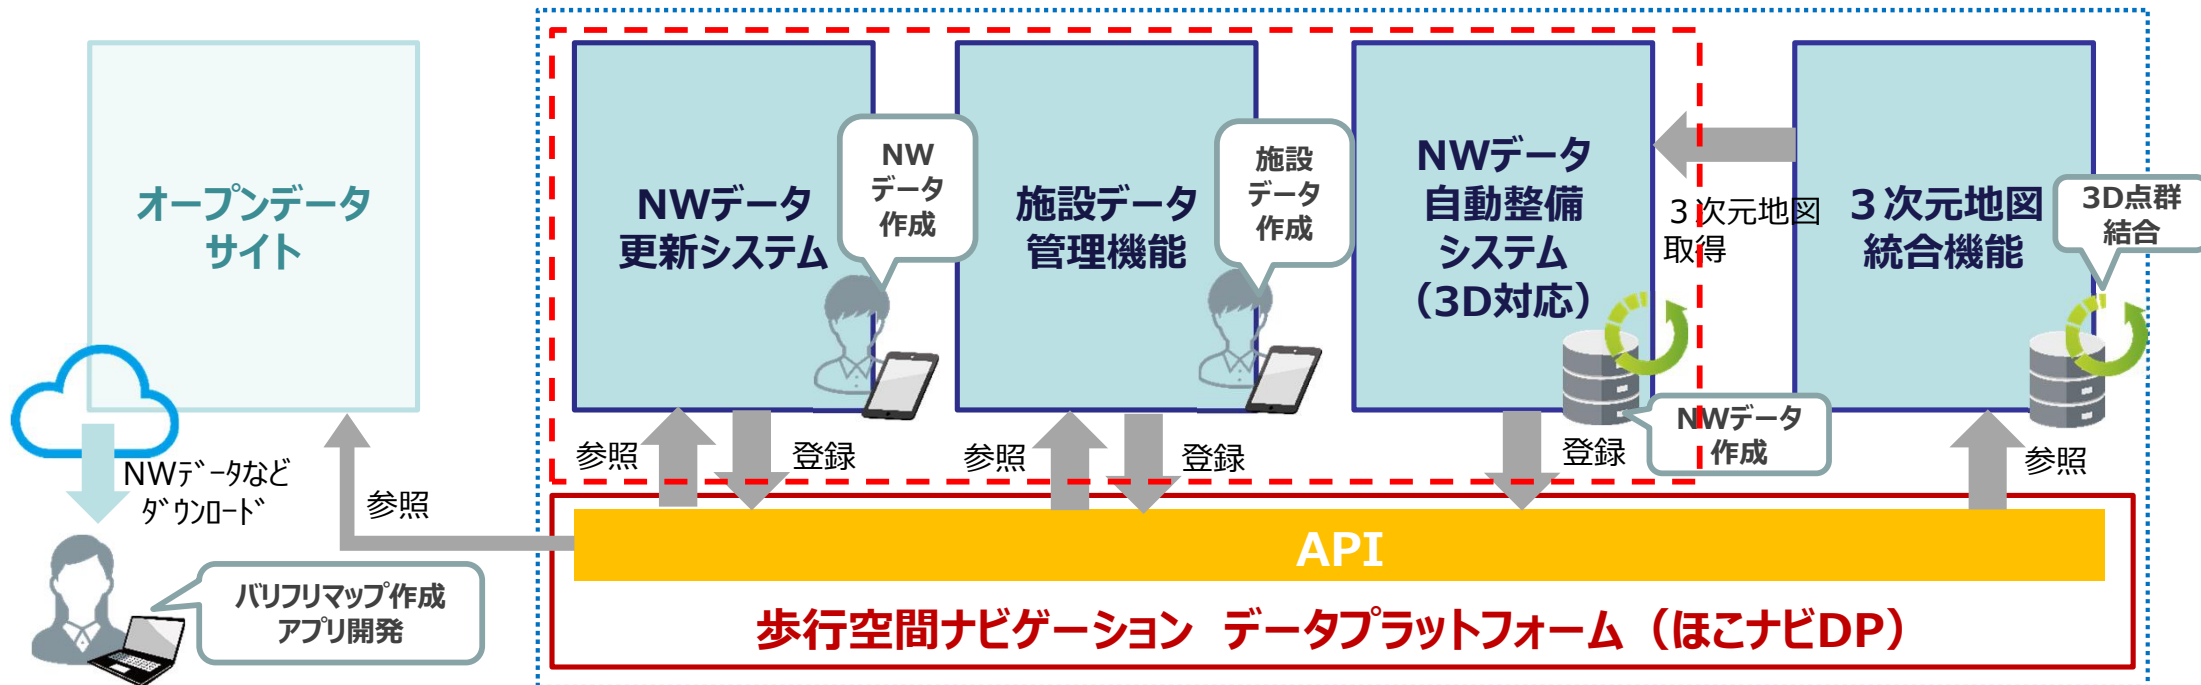 オープンデータ
サイト
NWデータ
更新システム
NW
データ
作成
施設データ
管理機能
施設
データ
作成
NWデータ
自動整備
システム
（3D対応）
３次元地図
取得
３次元地図
統合機能
3D点群
結合
NWデータ
作成
参照
登録
参照
登録
登録
参照
NWﾃﾞｰﾀなど
ﾀﾞｳﾝﾛｰﾄﾞ
参照
バリフリマップ作成
アプリ開発
API
歩行空間ナビゲーション データプラットフォーム（ほこナビDP）